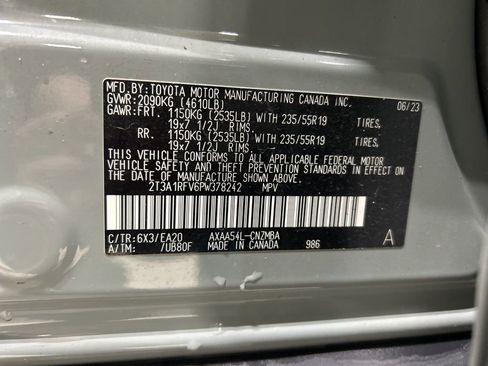 MFD.BY:TOYOTA MOTOR MANUFACTURING CANADA INC.
GVWR: 2090KG (4610LB) 06/23
GAWR:FRT. 1150KG (2535LB) WITH 235/55R19 TIRES,
19x7 1/2J RIMS.
RR. 1150KG (2535LB) WITH 235/55R19 TIRES,
19x7 1/2J RIMS.
THIS VEHICLE CONFORMS TO ALL APPLICABLE FEDERAL MOTOR
VEHICLE SAFETY AND THEFT PREVENTION STANDARDS IN EFFECT
ON THE DATE OF MANUFACTURE SHOWN ABOVE.
2T3A1RFV6PW378242 MPV
C/TR:6X3/EA20 AXAA54L-CNZMBA A
A/TM: /UB80F MADE IN CANADA 986